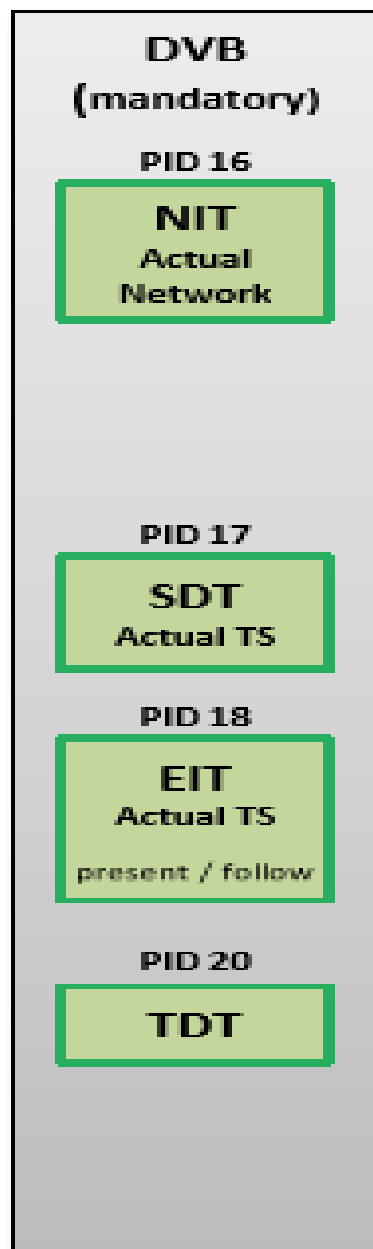 DVB
(mandatory)
PID 16
NIT
Actual
Network
PID 17
SDT
Actual TS
PID 18
EIT
Actual TS
present / follow
PID 20
TDT